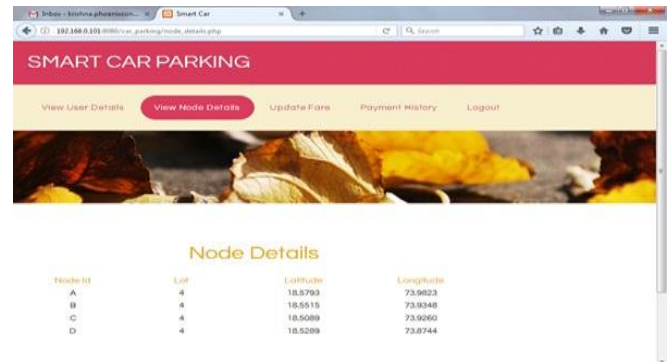 Inbox - krishna.phoenixson...
Smart Car
192.168.0.101:8080/car_parking/node_details.php
Search
SMART CAR PARKING
View User Details View Node Details Update Fare Payment History Logout
Node Details
Node Id Lot Latitude Longitude
A 4 18.5793 73.9823
B 4 18.5515 73.9348
C 4 18.5089 73.9260
D 4 18.5289 73.8744